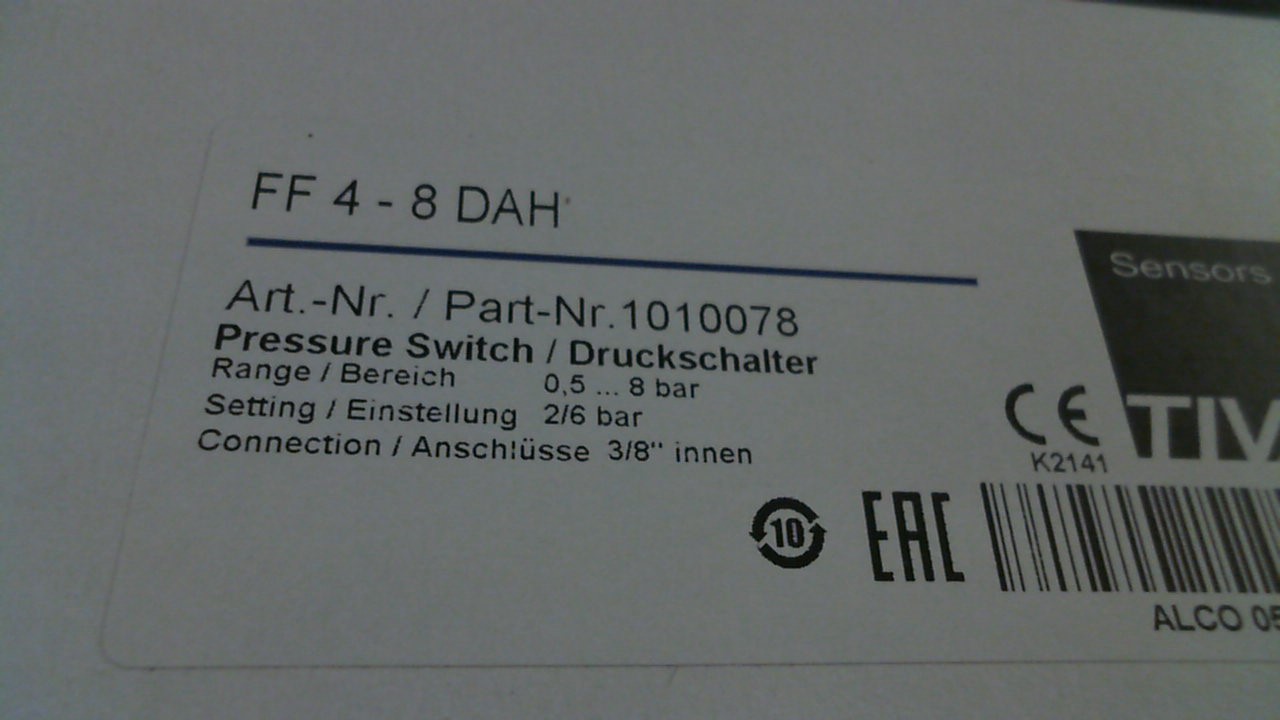 FF 4 - 8 DAH
Art.-Nr. / Part-Nr.1010078
Pressure Switch / Druckschalter
Range / Bereich 0,5 ... 8 bar
Setting / Einstellung 2/6 bar
Connection / Anschlüsse 3/8" innen
Sensors
TIV
CE
K2141
10
EAC
ALCO 05